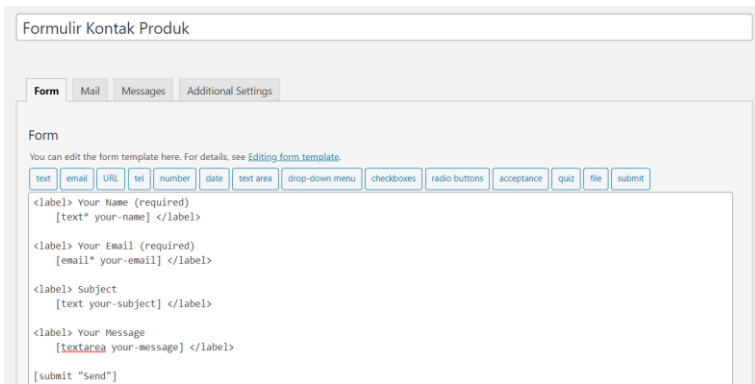 Formulir Kontak Produk
Form Mail Messages Additional Settings
Form
You can edit the form template here. For details, see Editing form template.
text email URL tel number date text area drop-down menu checkboxes radio buttons acceptance quiz file submit
<label> Your Name (required)
[text* your-name] </label>
<label> Your Email (required)
[email* your-email] </label>
<label> Subject
[text your-subject] </label>
<label> Your Message
[textarea your-message] </label>
[submit "Send"]